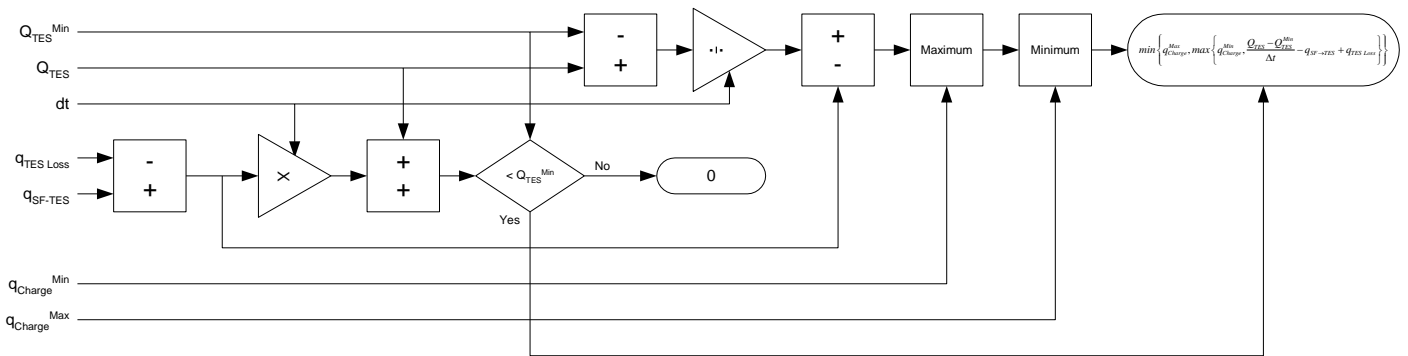 Q_TES^Min
Q_TES
dt
q_TES Loss
q_SF-TES
q_Charge^Min
q_Charge^Max
-
+
÷
+
-
Maximum
Minimum
min{q_Charge^Max, max{q_Charge^Min, (Q_TES - Q_TES^Min)/Δt - q_SF→TES + q_TES Loss}}
-
+
X
+
+
< Q_TES^Min
No
0
Yes